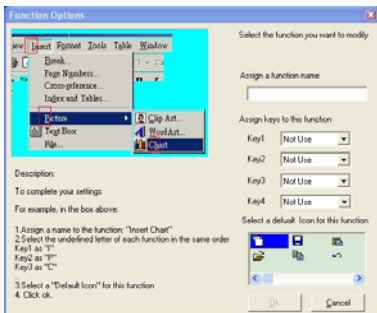 Function Options
Select the function you want to modify
iew Insert Format Tools Table Window
Break...
Page Numbers...
Cross-reference...
Index and Tables...
Picture
Text Box
File...
Clip Art...
WordArt...
Chart
Assign a function name
Assign keys to this function
Key1 Not Use
Key2 Not Use
Key3 Not Use
Key4 Not Use
Select a default Icon for this function
Ok
Cancel
Description:
To complete your settings
For example, in the box above:
1.Assign a name to the function: "Insert Chart"
2.Select the underlined letter of each function in the same order
Key1 as "I"
Key2 as "P"
Key3 as "C"
3.Select a "Default Icon" for this function
4. Click ok.